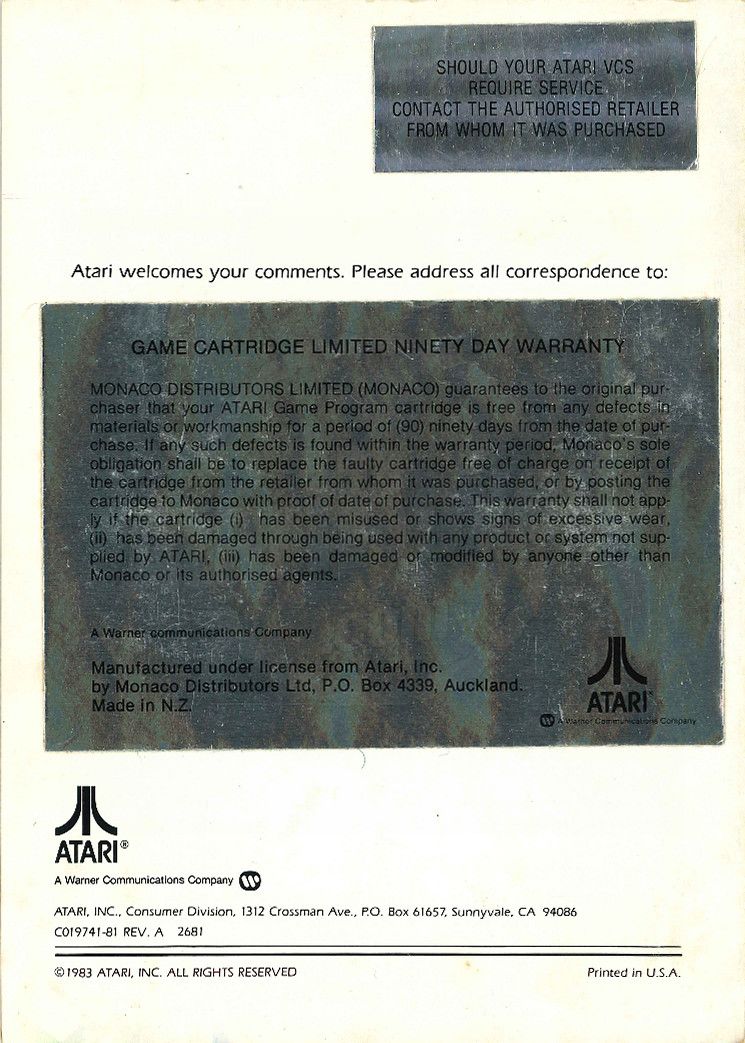 SHOULD YOUR ATARI VCS
REQUIRE SERVICE
CONTACT THE AUTHORISED RETAILER
FROM WHOM IT WAS PURCHASED
Atari welcomes your comments. Please address all correspondence to:
GAME CARTRIDGE LIMITED NINETY DAY WARRANTY
MONACO DISTRIBUTORS LIMITED (MONACO) guarantees to the original pur-
chaser that your ATARI Game Program cartridge is free from any defects in
materials or workmanship for a period of (90) ninety days from the date of pur-
chase. If any such defects is found within the warranty period, Monaco's sole
obligation shall be to replace the faulty cartridge free of charge on receipt of
the cartridge from the retailer from whom it was purchased, or by posting the
cartridge to Monaco with proof of date of purchase. This warranty shall not app-
ly if the cartridge (i) has been misused or shows signs of excessive wear,
(ii) has been damaged through being used with any product or system not sup-
plied by ATARI, (iii) has been damaged or modified by anyone other than
Monaco or its authorised agents.
A Warner communications Company
Manufactured under license from Atari, Inc.
by Monaco Distributors Ltd, P.O. Box 4339, Auckland.
Made in N.Z.
ATARI™
A Warner Communications Company
ATARI®
A Warner Communications Company
ATARI, INC., Consumer Division, 1312 Crossman Ave., P.O. Box 61657, Sunnyvale, CA 94086
C019741-81 REV. A 2681
©1983 ATARI, INC. ALL RIGHTS RESERVED
Printed in U.S.A.